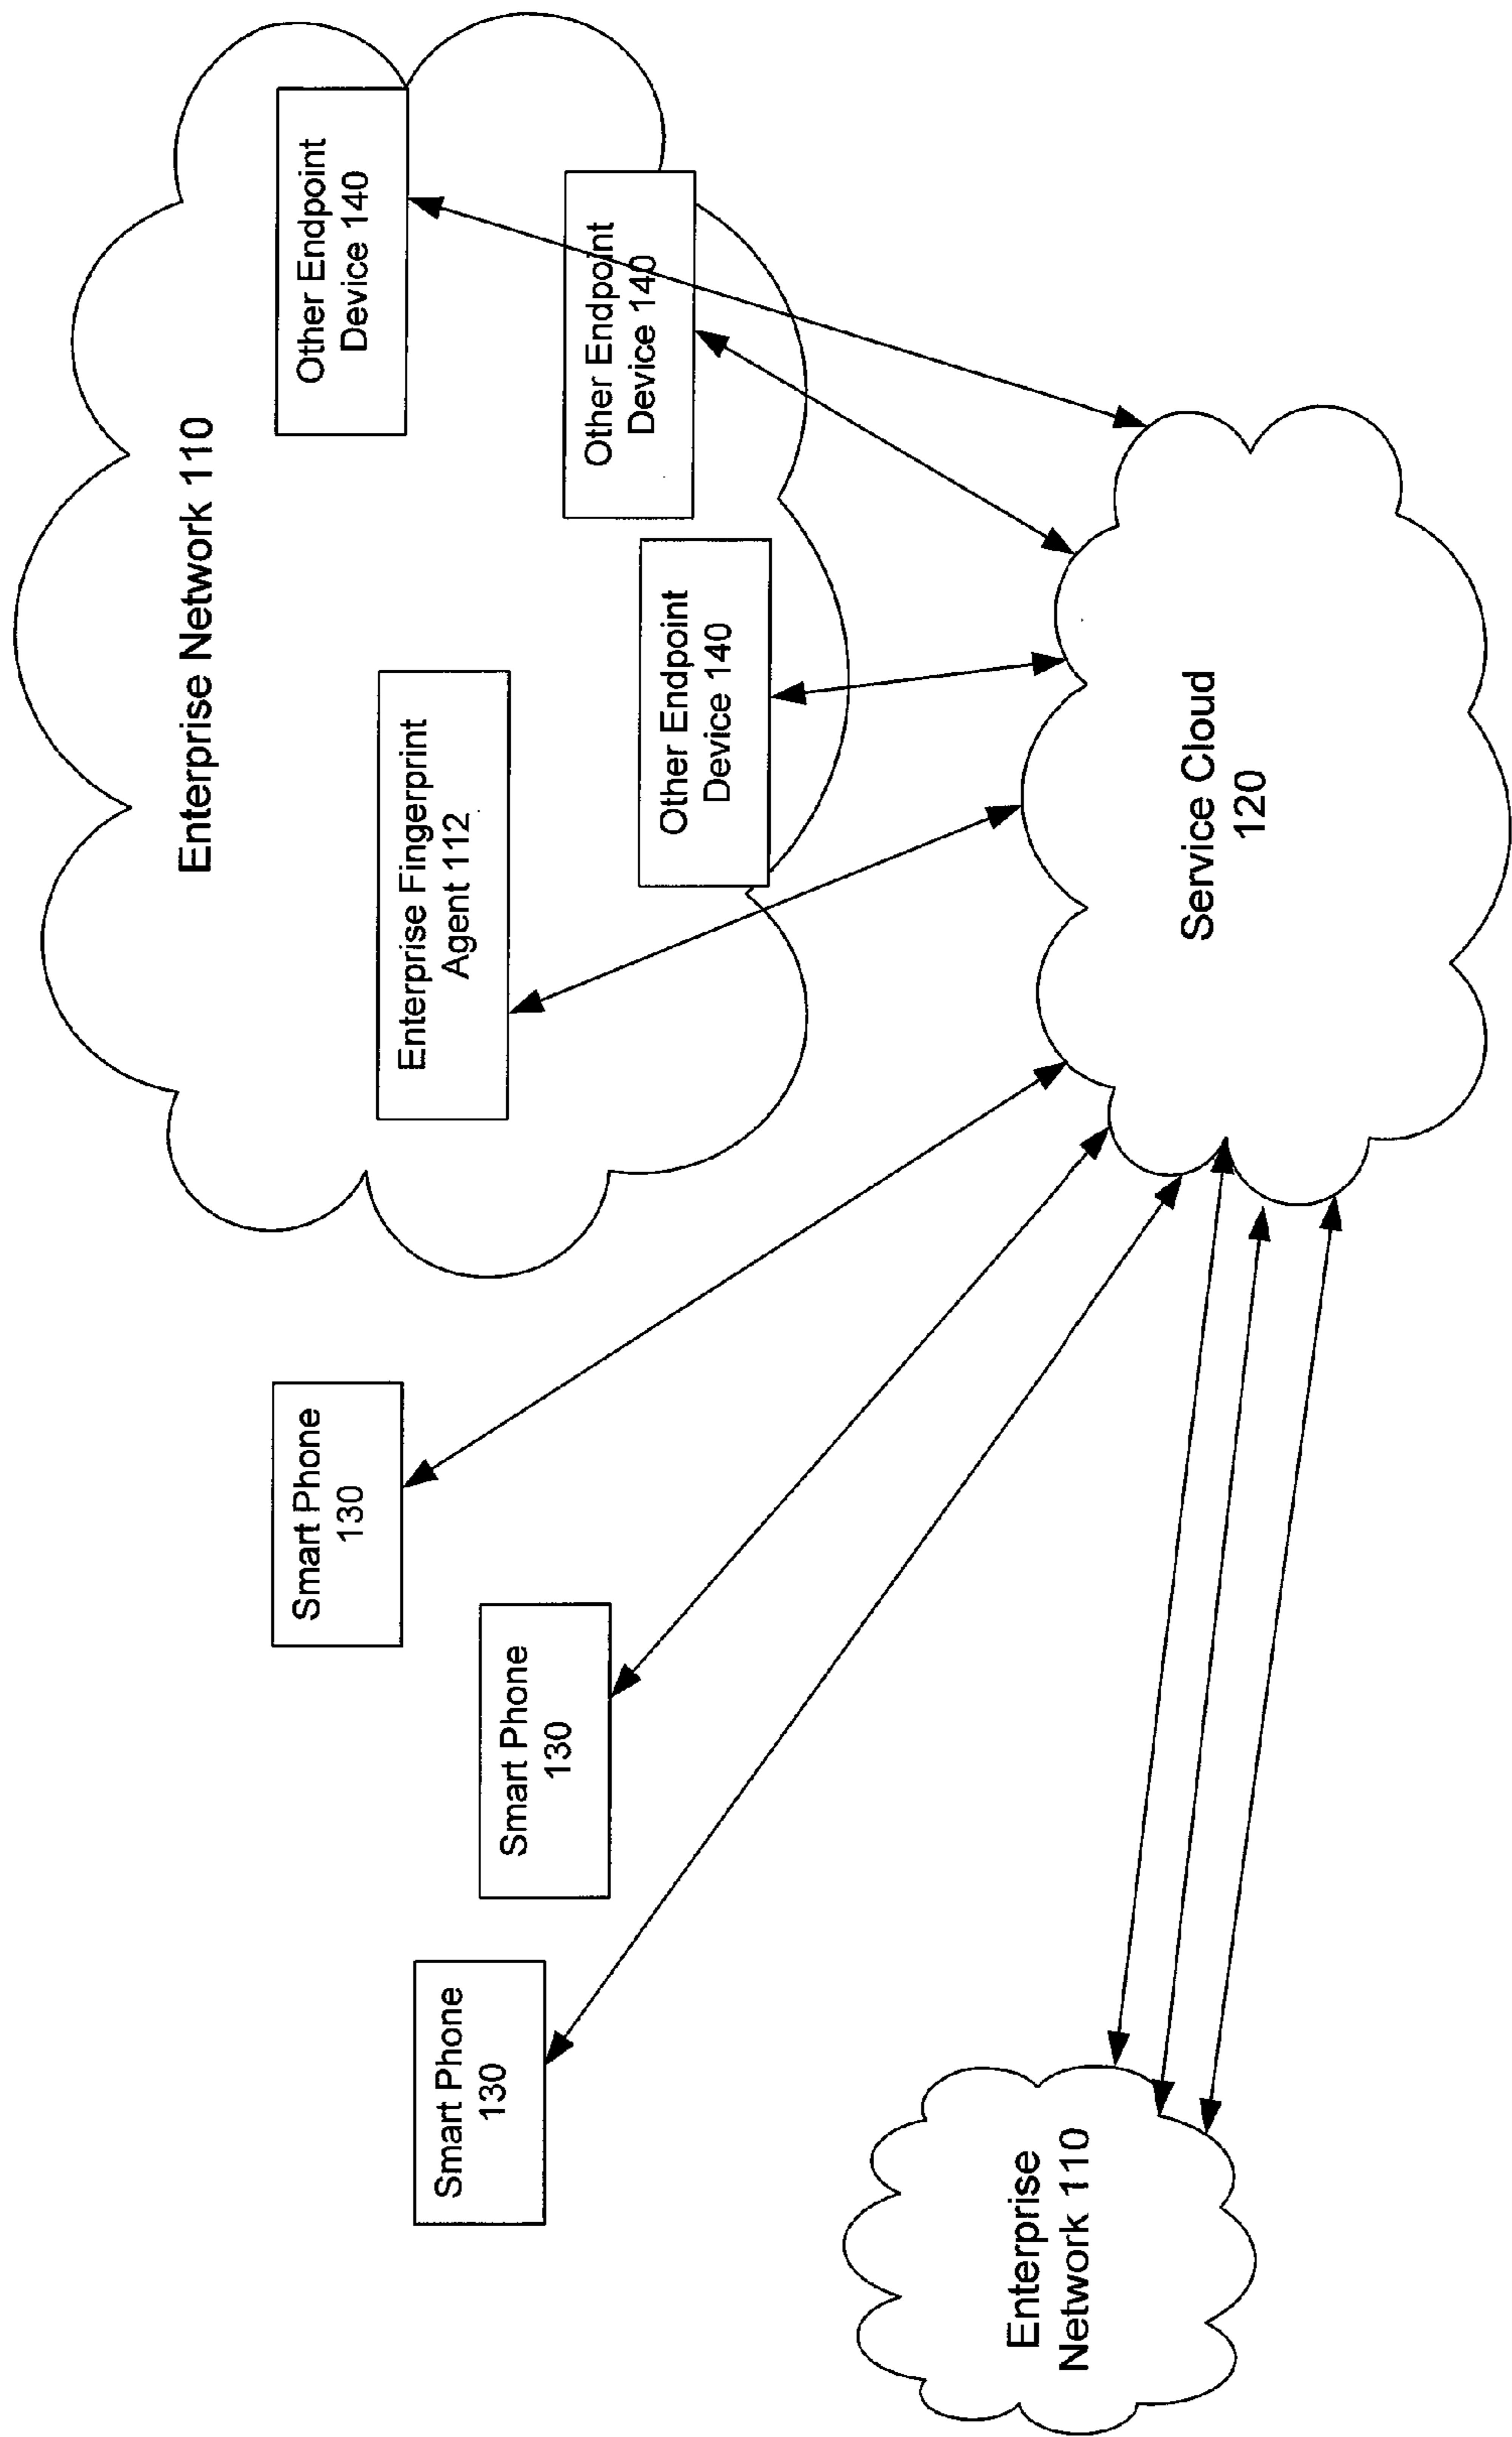 Enterprise Network 110
Other Endpoint
Device 140
Other Endpoint
Device 140
Other Endpoint
Device 140
Enterprise Fingerprint
Agent 112
Smart Phone
130
Smart Phone
130
Smart Phone
130
Enterprise
Network 110
Service Cloud
120